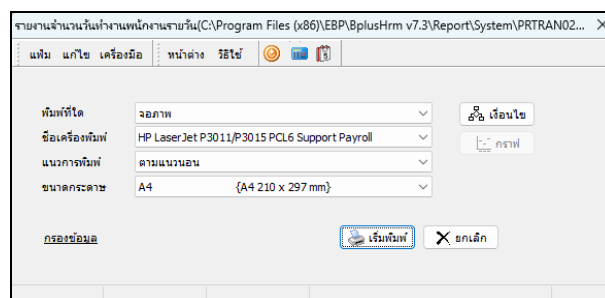 รายงานจำนวนวันทำงานพนักงานรายวัน(C:\Program Files (x86)\EBP\BplusHrm v7.3\Report\System\PRTRAN02...
แฟ้ม แก้ไข เครื่องมือ หน้าต่าง วิธีใช้
พิมพ์ที่ใด จอภาพ เงื่อนไข
ชื่อเครื่องพิมพ์ HP LaserJet P3011/P3015 PCL6 Support Payroll กราฟ
แนวการพิมพ์ ตามแนวนอน
ขนาดกระดาษ A4 {A4 210 x 297 mm}
กรองข้อมูล เริ่มพิมพ์ ยกเลิก